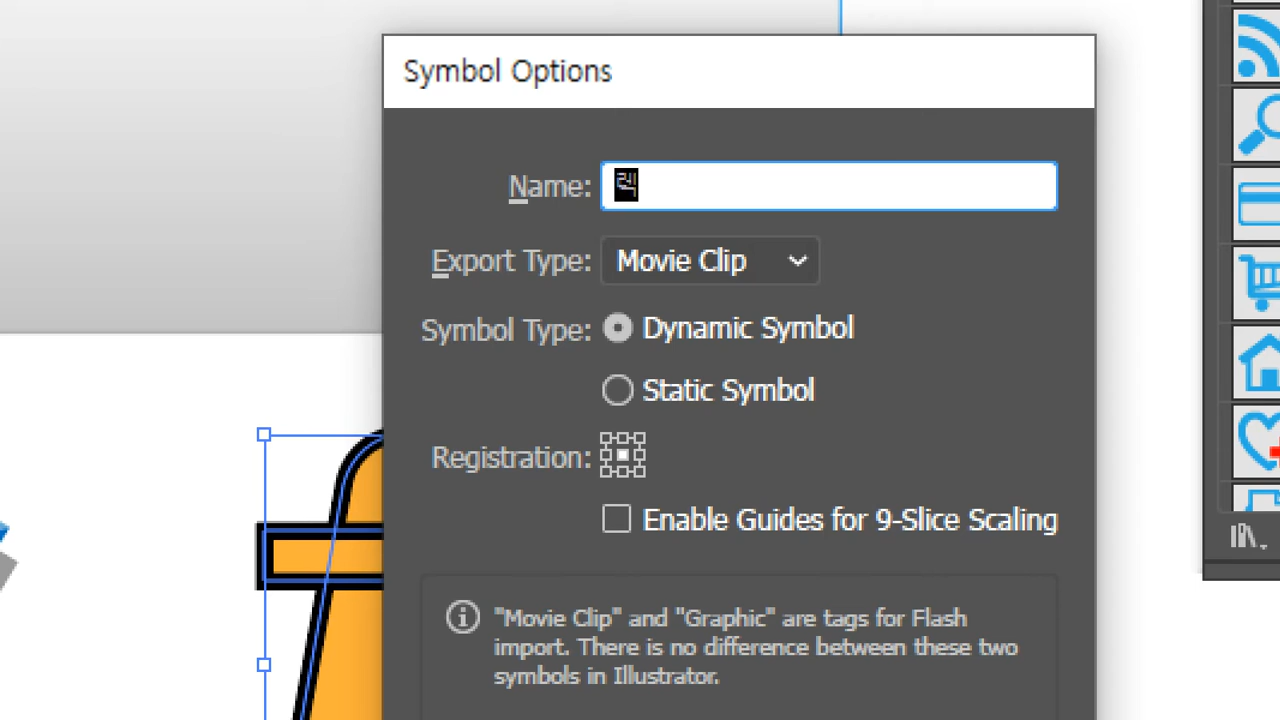 Symbol Options
Name: 랙
Export Type: Movie Clip
Symbol Type: Dynamic Symbol
Static Symbol
Registration:
Enable Guides for 9-Slice Scaling
"Movie Clip" and "Graphic" are tags for Flash
import. There is no difference between these two
symbols in Illustrator.